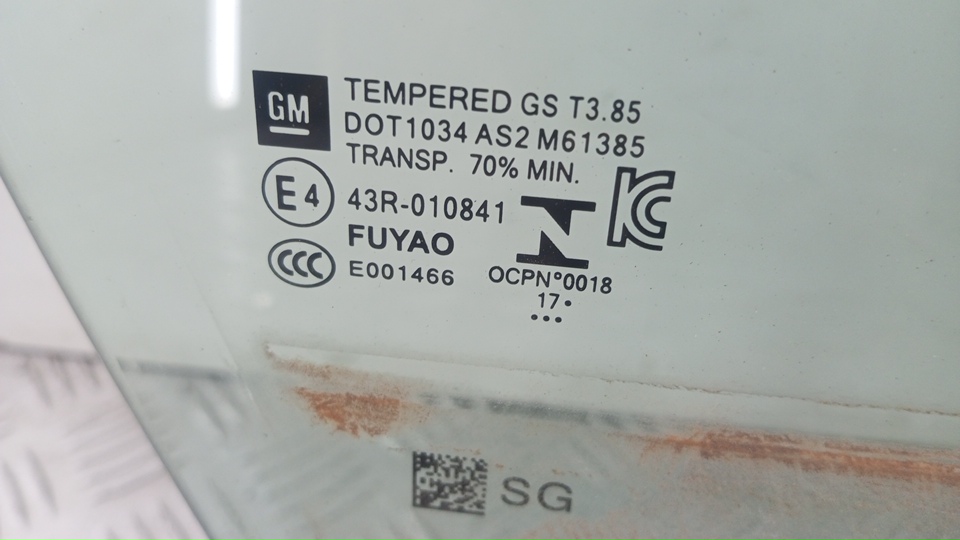 GM
TEMPERED GS T3.85
DOT1034 AS2 M61385
TRANSP. 70% MIN.
E4
43R-010841
FUYAO
CCC
E001466
KC
OCPN°0018
17•
•••
SG